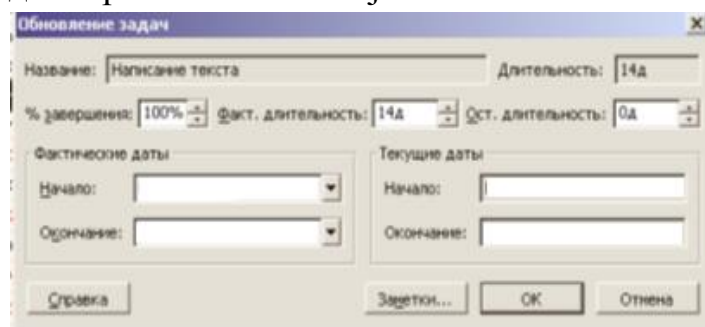 Обновление задач
Название: Написание текста Длительность: 14д
% завершения: 100% Факт. длительность: 14д Ост. длительность: 0д
Фактические даты Текущие даты
Начало: Начало:
Окончание: Окончание:
Справка Заметки... ОК Отмена